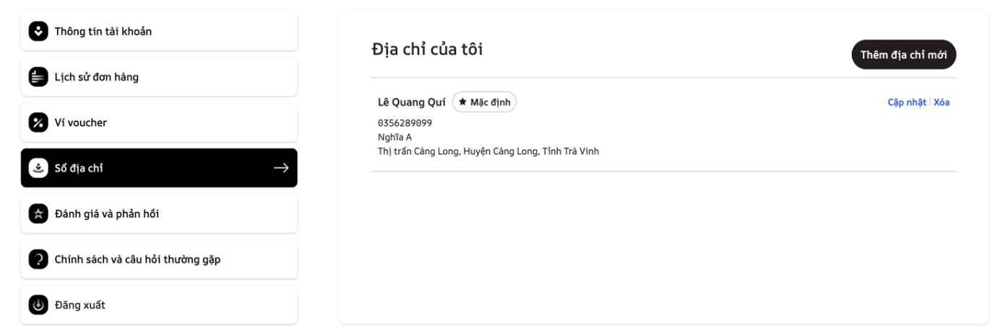 Thông tin tài khoản
Lịch sử đơn hàng
Ví voucher
Sổ địa chỉ
Đánh giá và phản hồi
Chính sách và câu hỏi thường gặp
Đăng xuất
Địa chỉ của tôi
Thêm địa chỉ mới
Lê Quang Quí ★ Mặc định
Cập nhật | Xóa
0356289099
Nghĩa A
Thị trấn Càng Long, Huyện Càng Long, Tỉnh Trà Vinh